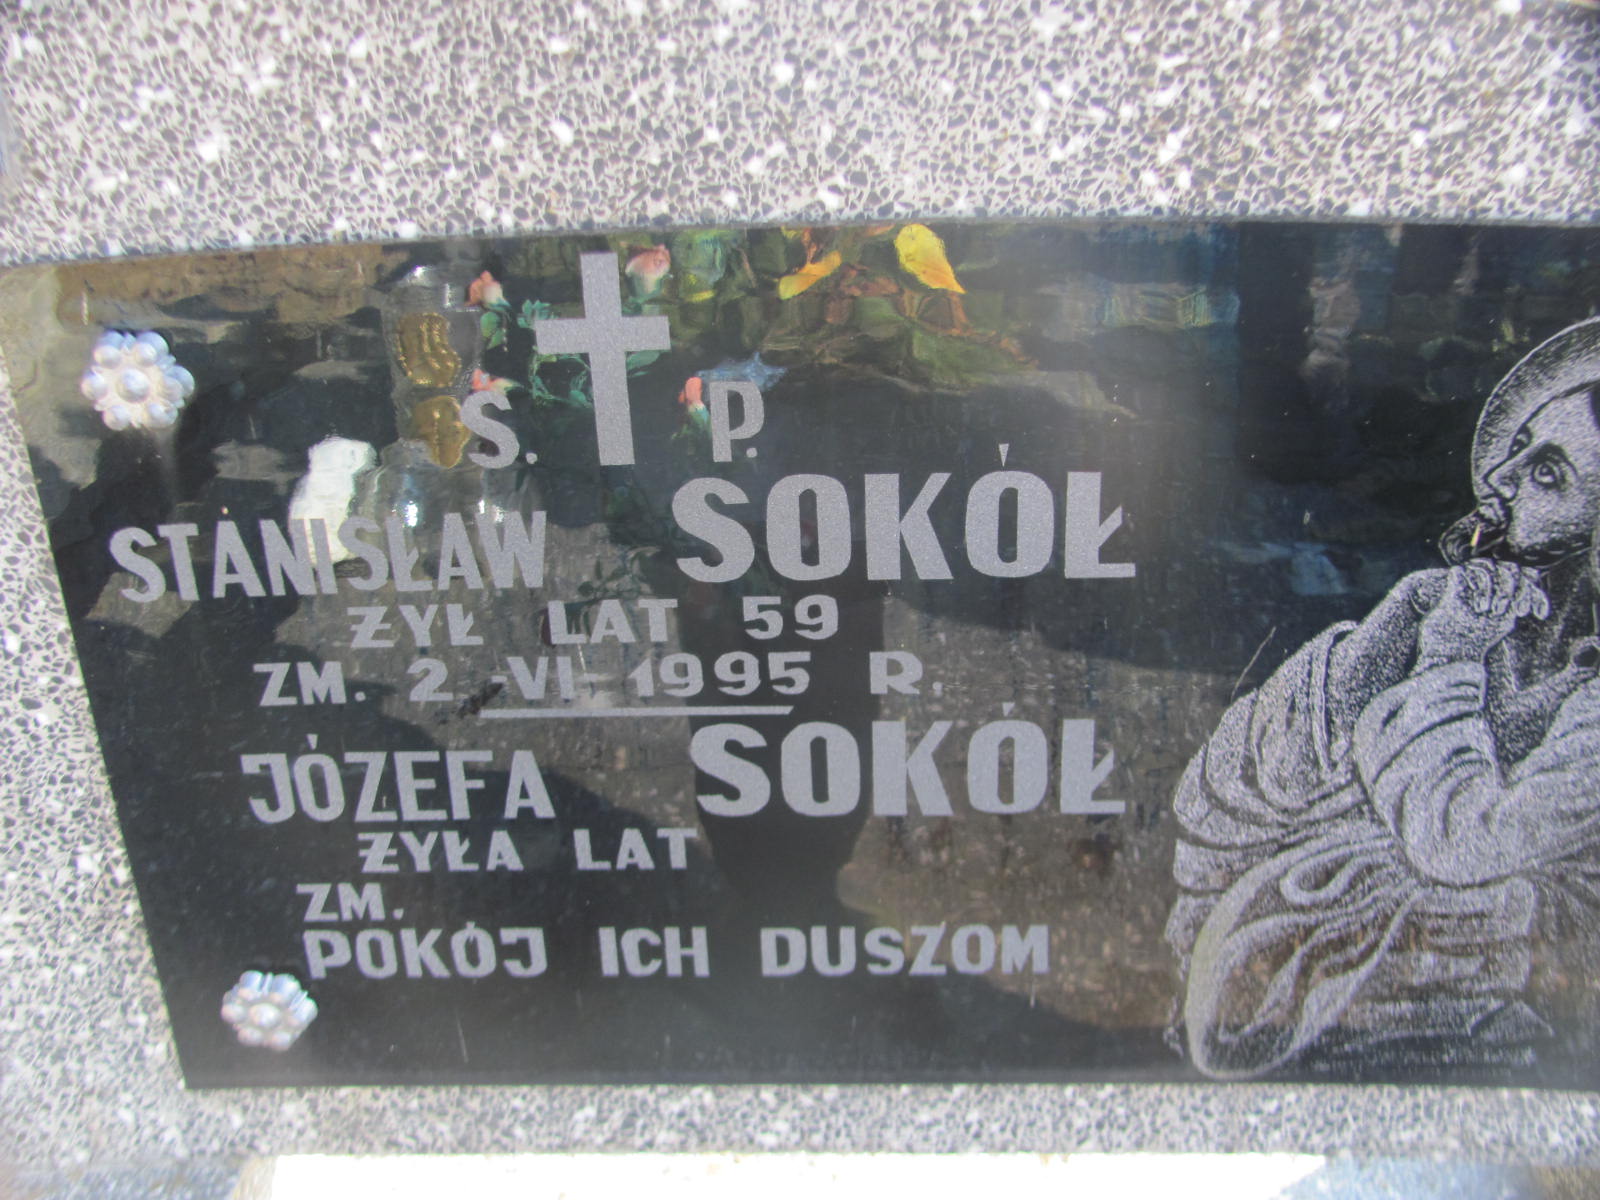 S. P.
STANISŁAW SOKÓŁ
ŻYŁ LAT 59
ZM. 2-VI-1995 R.
JÓZEFA SOKÓŁ
ŻYŁA LAT
ZM.
POKÓJ ICH DUSZOM